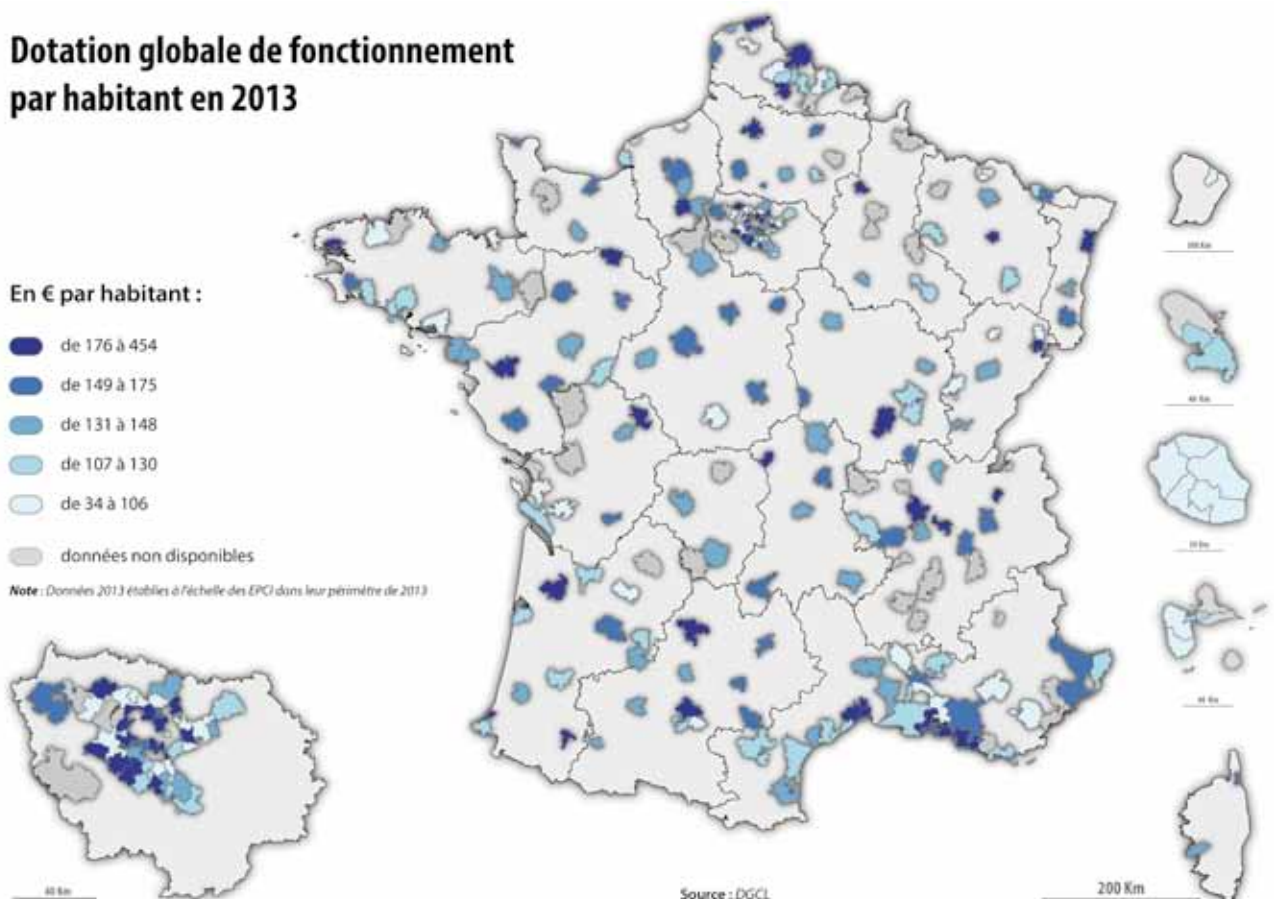 Dotation globale de fonctionnement
par habitant en 2013
En € par habitant :
de 176 à 454
de 149 à 175
de 131 à 148
de 107 à 130
de 34 à 106
données non disponibles
Note : Données 2013 établies à l'échelle des EPCI dans leur périmètre de 2013
40 Km
Source : DGCL
200 Km